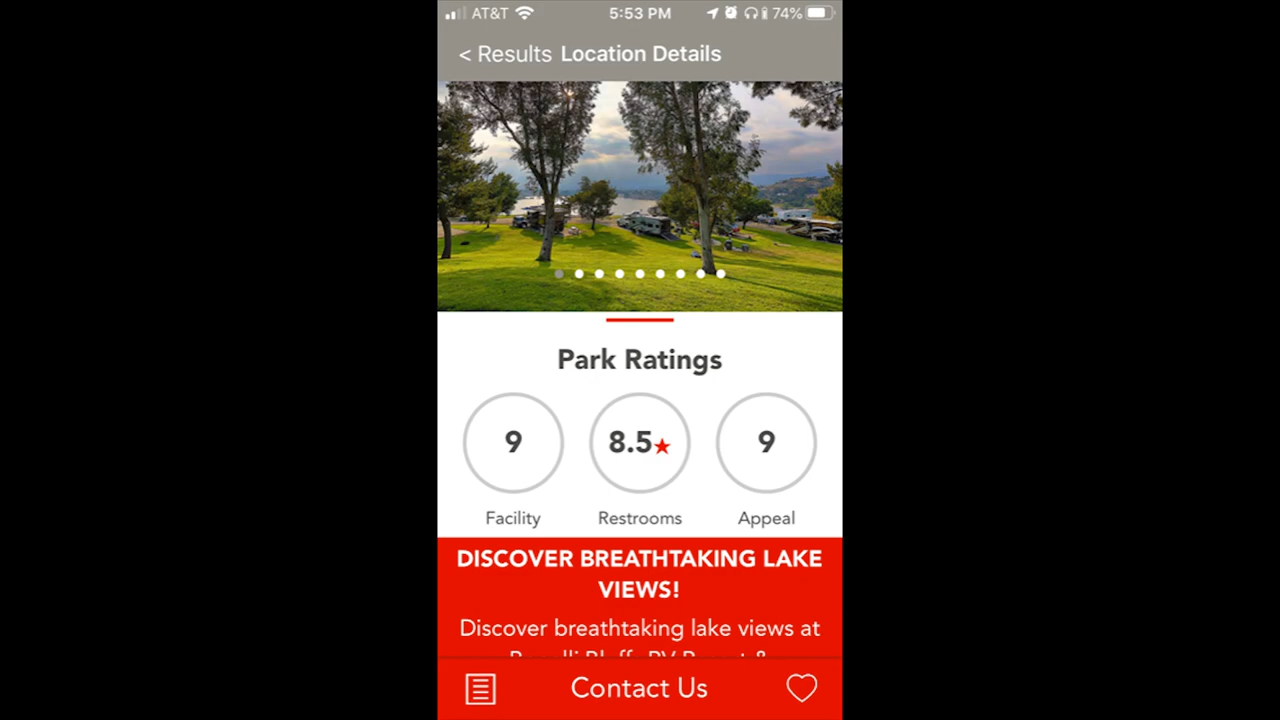 AT&T 5:53 PM 74%
< Results Location Details
Park Ratings
9 8.5★ 9
Facility Restrooms Appeal
DISCOVER BREATHTAKING LAKE
VIEWS!
Discover breathtaking lake views at
Contact Us